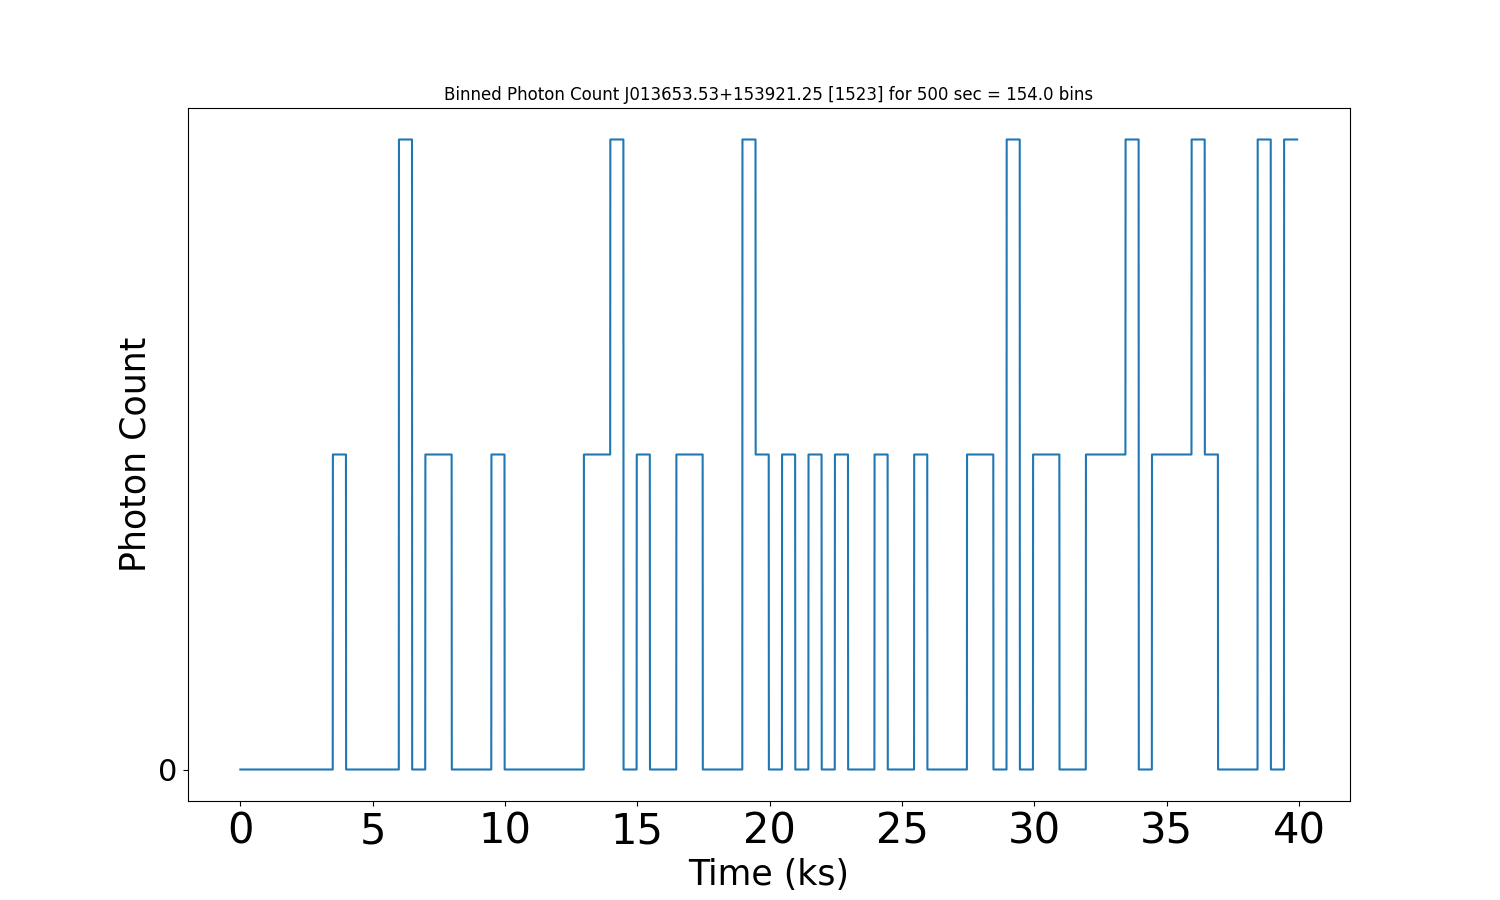 Binned Photon Count J013653.53+153921.25 [1523] for 500 sec = 154.0 bins
Photon Count
0
0 5 10 15 20 25 30 35 40
Time (ks)